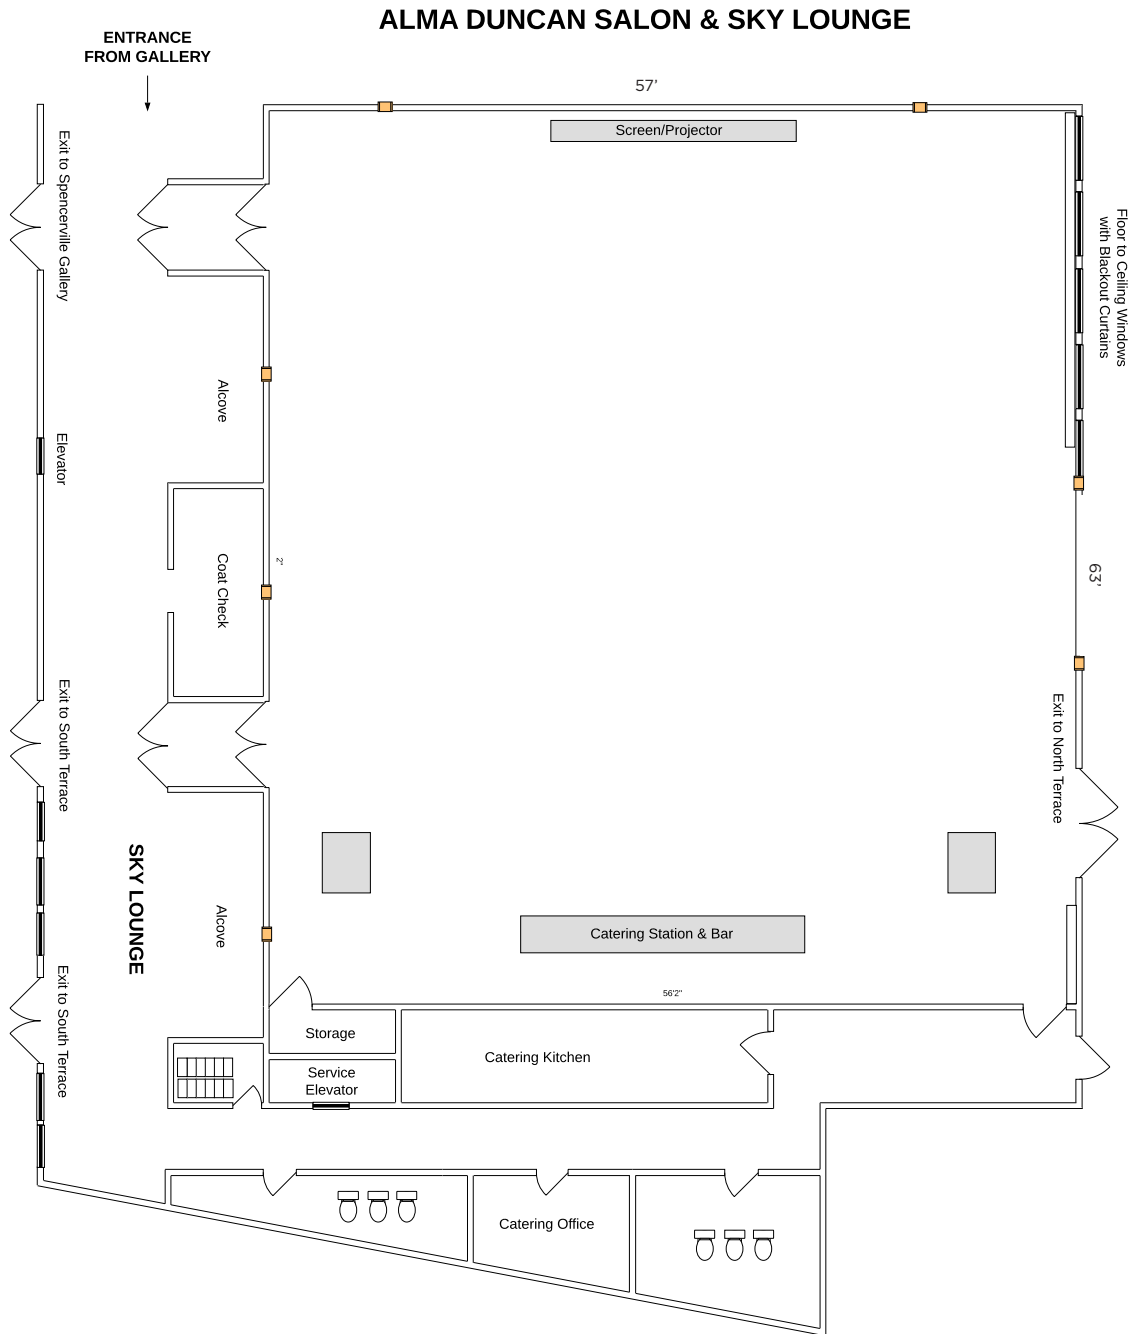 ALMA DUNCAN SALON & SKY LOUNGE
ENTRANCE
FROM GALLERY
57'
Screen/Projector
Exit to Spencerville Gallery
Floor to Ceiling Windows
with Blackout Curtains
Alcove
Elevator
Coat Check
2"
63'
Exit to South Terrace
Exit to North Terrace
SKY LOUNGE
Alcove
Catering Station & Bar
Exit to South Terrace
56'2"
Storage
Catering Kitchen
Service
Elevator
Catering Office